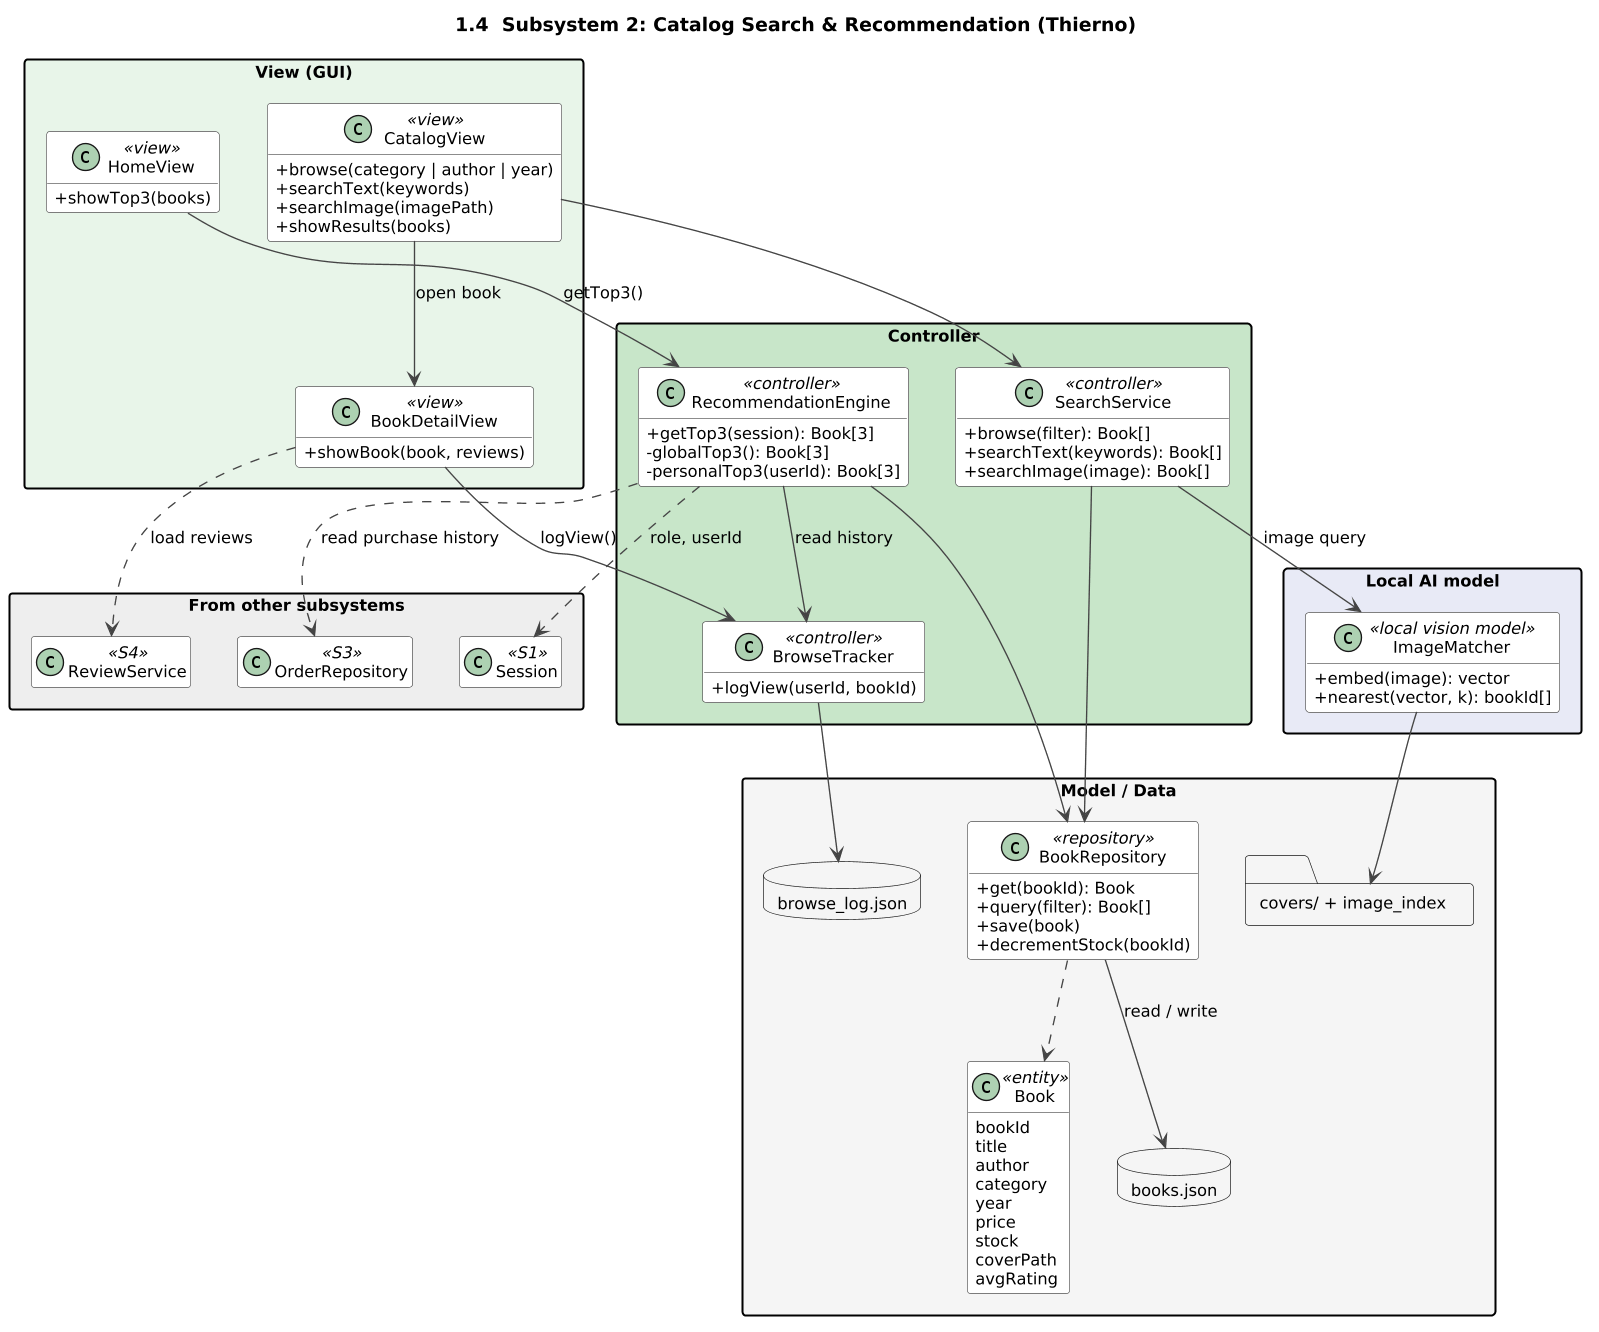 1.4  Subsystem 2: Catalog Search & Recommendation (Thierno)
View (GUI)
C
«view»
HomeView
+showTop3(books)
C
«view»
CatalogView
+browse(category | author | year)
+searchText(keywords)
+searchImage(imagePath)
+showResults(books)
open book
getTop3()
C
«view»
BookDetailView
+showBook(book, reviews)
Controller
C
«controller»
RecommendationEngine
+getTop3(session): Book[3]
-globalTop3(): Book[3]
-personalTop3(userId): Book[3]
C
«controller»
SearchService
+browse(filter): Book[]
+searchText(keywords): Book[]
+searchImage(image): Book[]
load reviews
read purchase history
logView()
role, userId
read history
image query
From other subsystems
C
«S4»
ReviewService
C
«S3»
OrderRepository
C
«S1»
Session
C
«controller»
BrowseTracker
+logView(userId, bookId)
Local AI model
C
«local vision model»
ImageMatcher
+embed(image): vector
+nearest(vector, k): bookId[]
Model / Data
browse_log.json
C
«repository»
BookRepository
+get(bookId): Book
+query(filter): Book[]
+save(book)
+decrementStock(bookId)
covers/ + image_index
read / write
C
«entity»
Book
bookId
title
author
category
year
price
stock
coverPath
avgRating
books.json